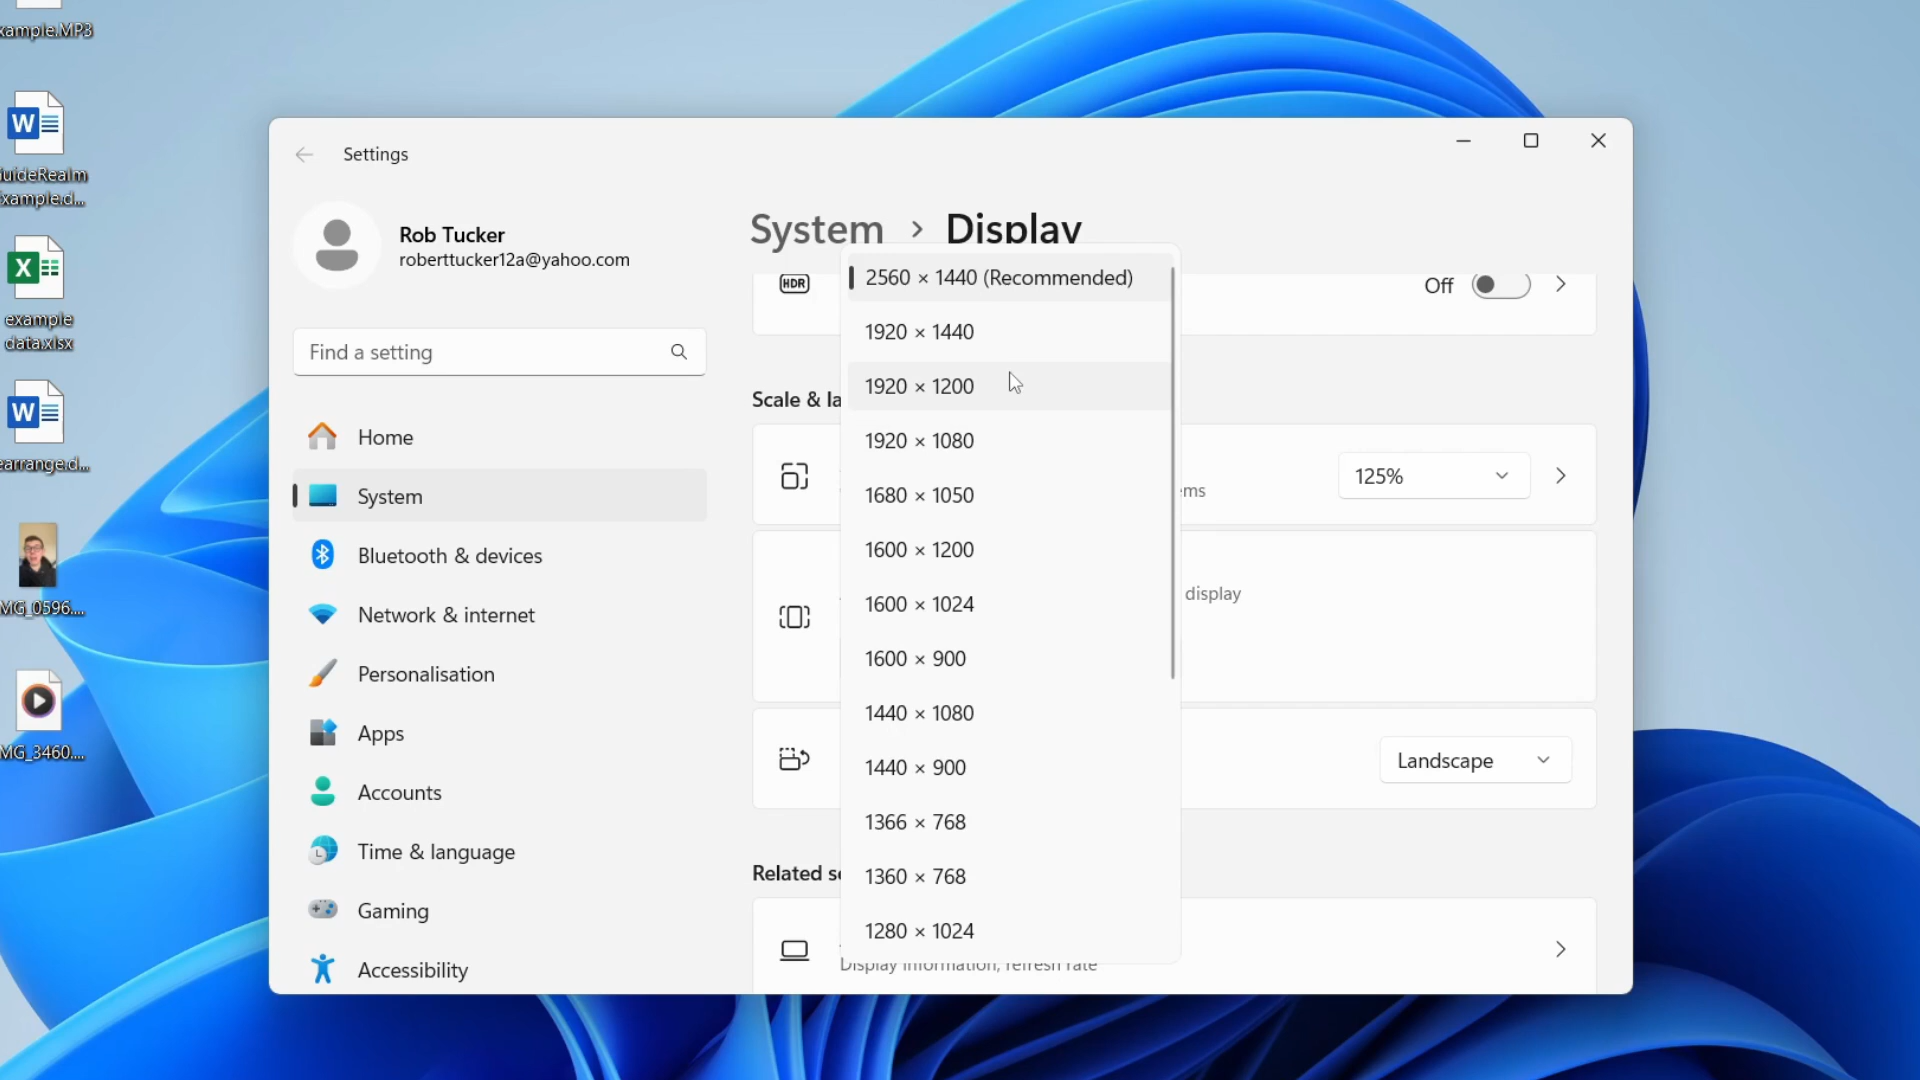 xample.MP3
W
uideRealm
xample.d...
X
example
data.xlsx
W
earrange.d...
MG_0596....
MG_3460....
Settings
Rob Tucker
roberttucker12a@yahoo.com
Find a setting
Home
System
Bluetooth & devices
Network & internet
Personalisation
Apps
Accounts
Time & language
Gaming
Accessibility
System > Display
HDR
Off
Scale & la
125%
ms
display
Landscape
Related se
Display information, refresh rate
2560 × 1440 (Recommended)
1920 × 1440
1920 × 1200
1920 × 1080
1680 × 1050
1600 × 1200
1600 × 1024
1600 × 900
1440 × 1080
1440 × 900
1366 × 768
1360 × 768
1280 × 1024